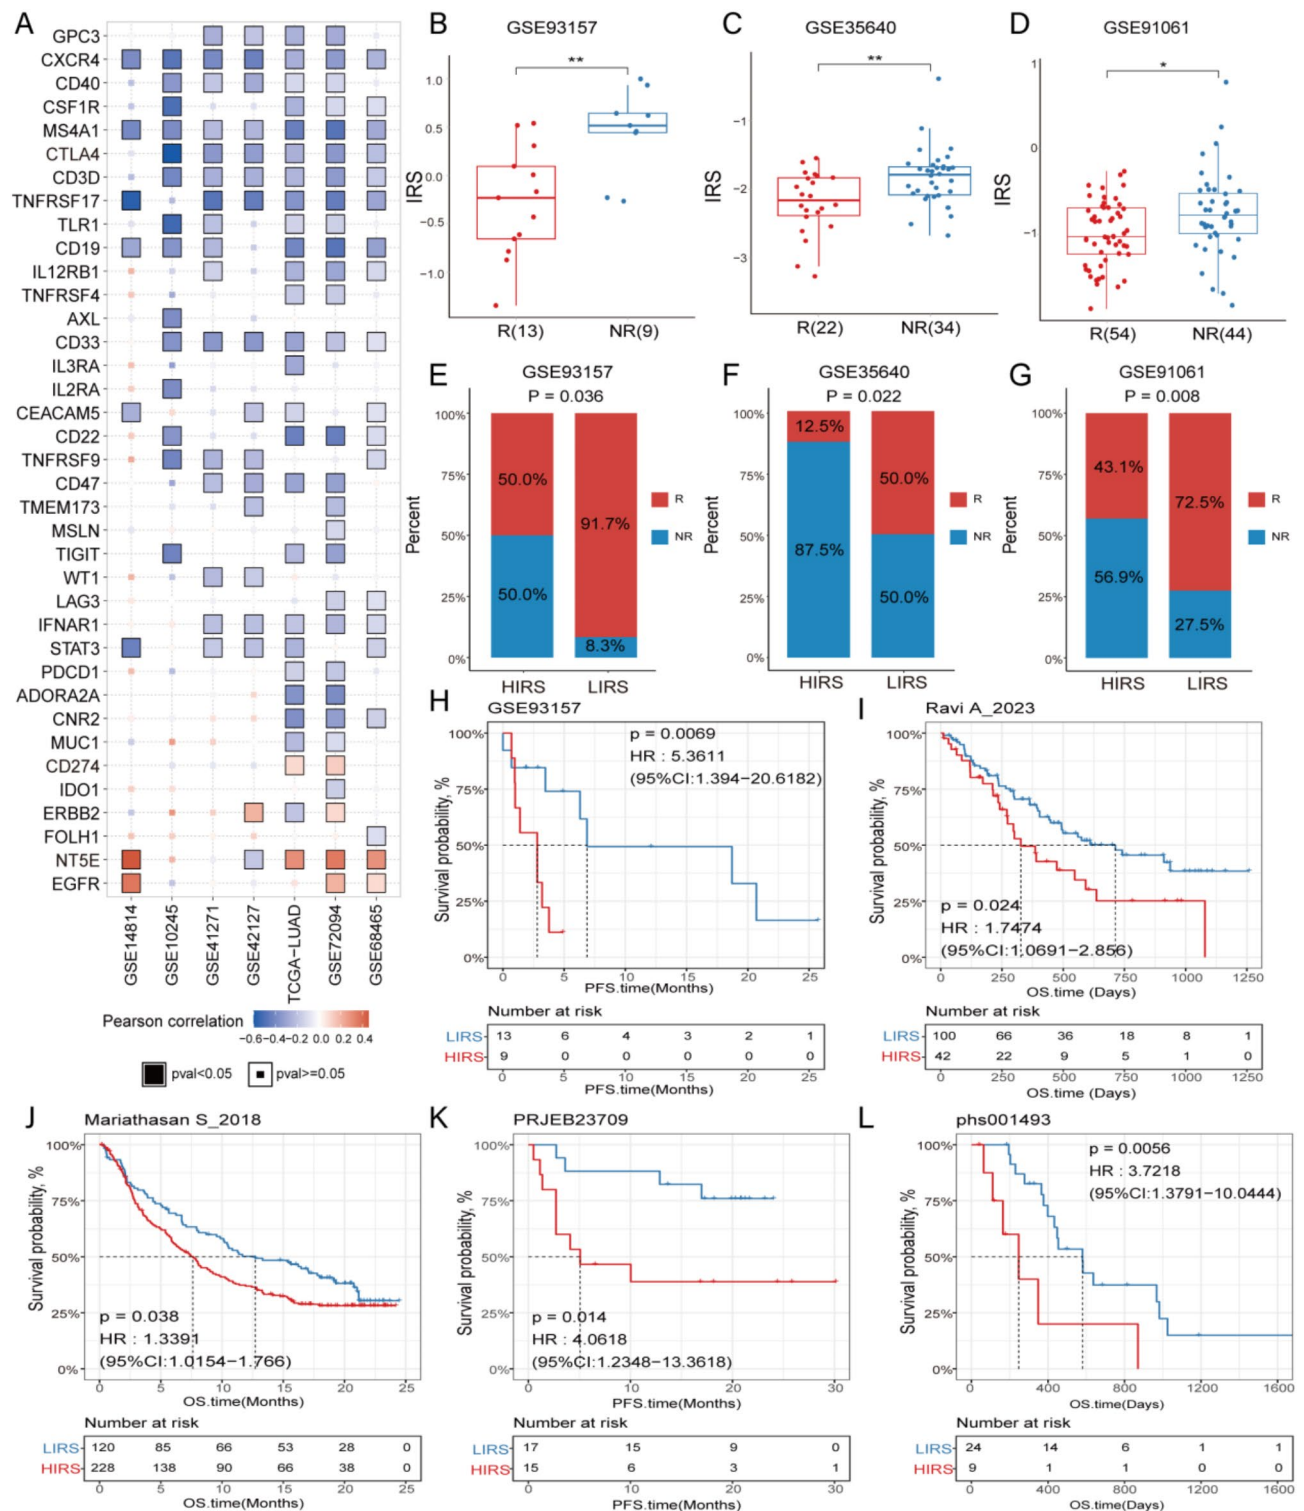 A
GPC3
CXCR4
CD40
CSF1R
MS4A1
CTLA4
CD3D
TNFRSF17
TLR1
CD19
IL12RB1
TNFRSF4
AXL
CD33
IL3RA
IL2RA
CEACAM5
CD22
TNFRSF9
CD47
TMEM173
MSLN
TIGIT
WT1
LAG3
IFNAR1
STAT3
PDCD1
ADORA2A
CNR2
MUC1
CD274
IDO1
ERBB2
FOLH1
NT5E
EGFR
GSE14814
GSE10245
GSE41271
GSE42127
TCGA−LUAD
GSE72094
GSE68465
Pearson correlation
−0.6−0.4−0.2 0.0 0.2 0.4
pval<0.05 pval>=0.05
B
GSE93157
**
IRS
1.0
0.5
0.0
−0.5
−1.0
R(13) NR(9)
C
GSE35640
**
IRS
−1
−2
−3
R(22) NR(34)
D
GSE91061
*
IRS
1
0
−1
R(54) NR(44)
E
GSE93157
P = 0.036
Percent
100%
75%
50%
25%
0%
50.0%
50.0%
91.7%
8.3%
HIRS LIRS
R
NR
F
GSE35640
P = 0.022
Percent
100%
75%
50%
25%
0%
12.5%
87.5%
50.0%
50.0%
HIRS LIRS
R
NR
G
GSE91061
P = 0.008
Percent
100%
75%
50%
25%
0%
43.1%
56.9%
72.5%
27.5%
HIRS LIRS
R
NR
H
GSE93157
p = 0.0069
HR : 5.3611
(95%CI:1.394−20.6182)
Survival probability, %
100%
75%
50%
25%
0%
0 5 10 15 20 25
PFS.time(Months)
Number at risk
LIRS 13 6 4 3 2 1
HIRS 9 0 0 0 0 0
0 5 10 15 20 25
PFS.time(Months)
I
Ravi A_2023
Survival probability, %
100%
75%
50%
25%
0%
p = 0.024
HR : 1.7474
(95%CI:1.0691−2.856)
0 250 500 750 1000 1250
OS.time (Days)
Number at risk
LIRS 100 66 36 18 8 1
HIRS 42 22 9 5 1 0
0 250 500 750 1000 1250
OS.time (Days)
J
Mariathasan S_2018
Survival probability, %
100%
75%
50%
25%
0%
p = 0.038
HR : 1.3391
(95%CI:1.0154−1.766)
0 5 10 15 20 25
OS.time(Months)
Number at risk
LIRS 120 85 66 53 28 0
HIRS 228 138 90 66 38 0
0 5 10 15 20 25
OS.time(Months)
K
PRJEB23709
Survival probability, %
100%
75%
50%
25%
0%
p = 0.014
HR : 4.0618
(95%CI:1.2348−13.3618)
0 10 20 30
PFS.time(Months)
Number at risk
LIRS 17 15 9 0
HIRS 15 6 3 1
0 10 20 30
PFS.time(Months)
L
phs001493
p = 0.0056
HR : 3.7218
(95%CI:1.3791−10.0444)
Survival probability, %
100%
75%
50%
25%
0%
0 400 800 1200 1600
OS.time(Days)
Number at risk
LIRS 24 14 6 1 1
HIRS 9 1 1 0 0
0 400 800 1200 1600
OS.time(Days)